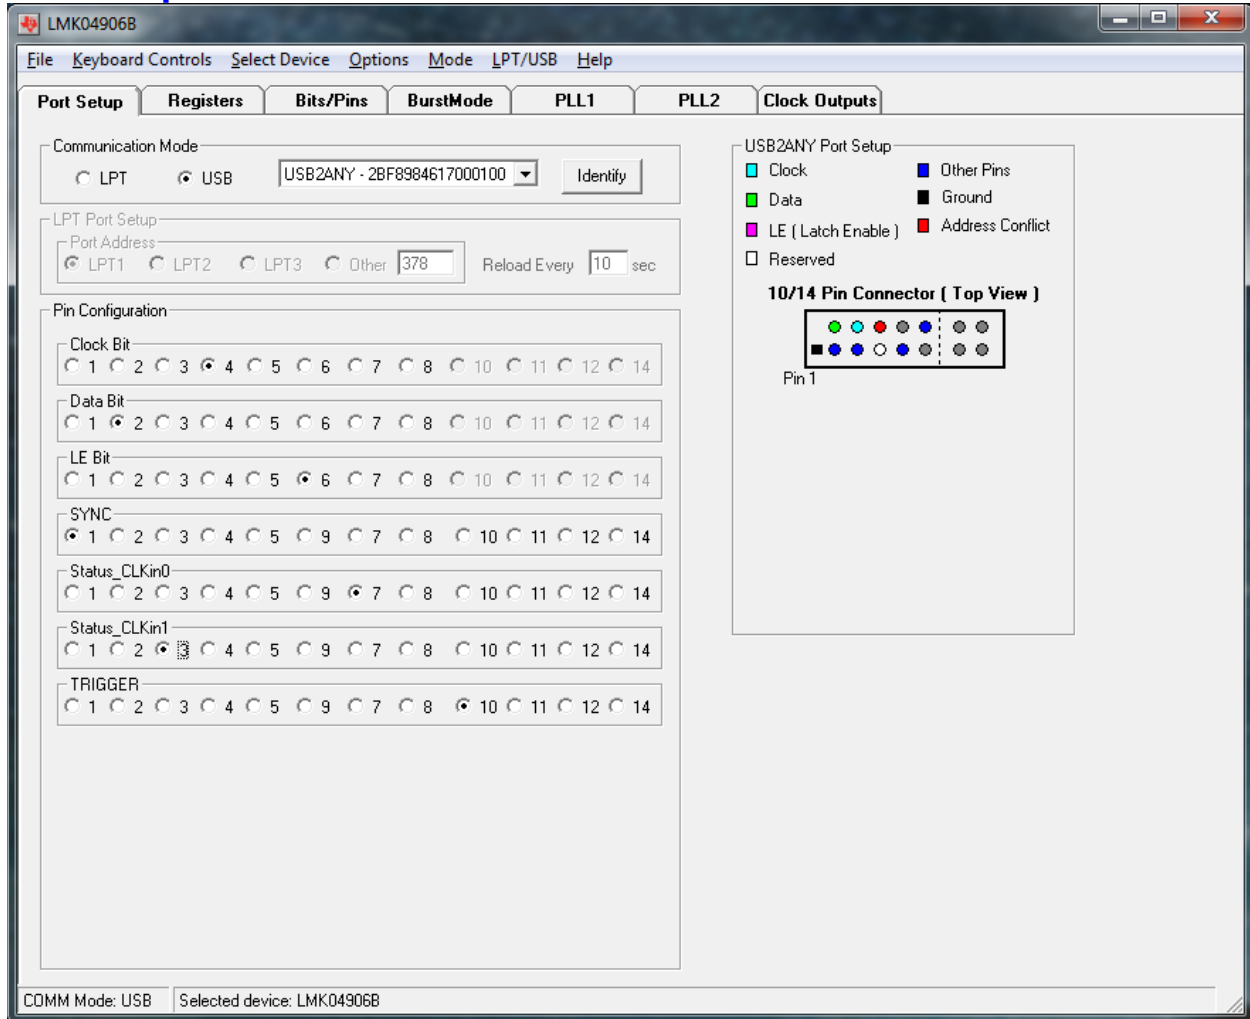 LMK04906B
File Keyboard Controls Select Device Options Mode LPT/USB Help
Port Setup Registers Bits/Pins BurstMode PLL1 PLL2 Clock Outputs
Communication Mode
LPT USB USB2ANY - 2BF8984617000100 Identify
LPT Port Setup
Port Address
LPT1 LPT2 LPT3 Other 378 Reload Every 10 sec
Pin Configuration
Clock Bit
1 2 3 4 5 6 7 8 10 11 12 14
Data Bit
1 2 3 4 5 6 7 8 10 11 12 14
LE Bit
1 2 3 4 5 6 7 8 10 11 12 14
SYNC
1 2 3 4 5 9 7 8 10 11 12 14
Status_CLKin0
1 2 3 4 5 9 7 8 10 11 12 14
Status_CLKin1
1 2 3 4 5 9 7 8 10 11 12 14
TRIGGER
1 2 3 4 5 9 7 8 10 11 12 14
USB2ANY Port Setup
Clock Other Pins
Data Ground
LE ( Latch Enable ) Address Conflict
Reserved
10/14 Pin Connector ( Top View )
Pin 1
COMM Mode: USB Selected device: LMK04906B